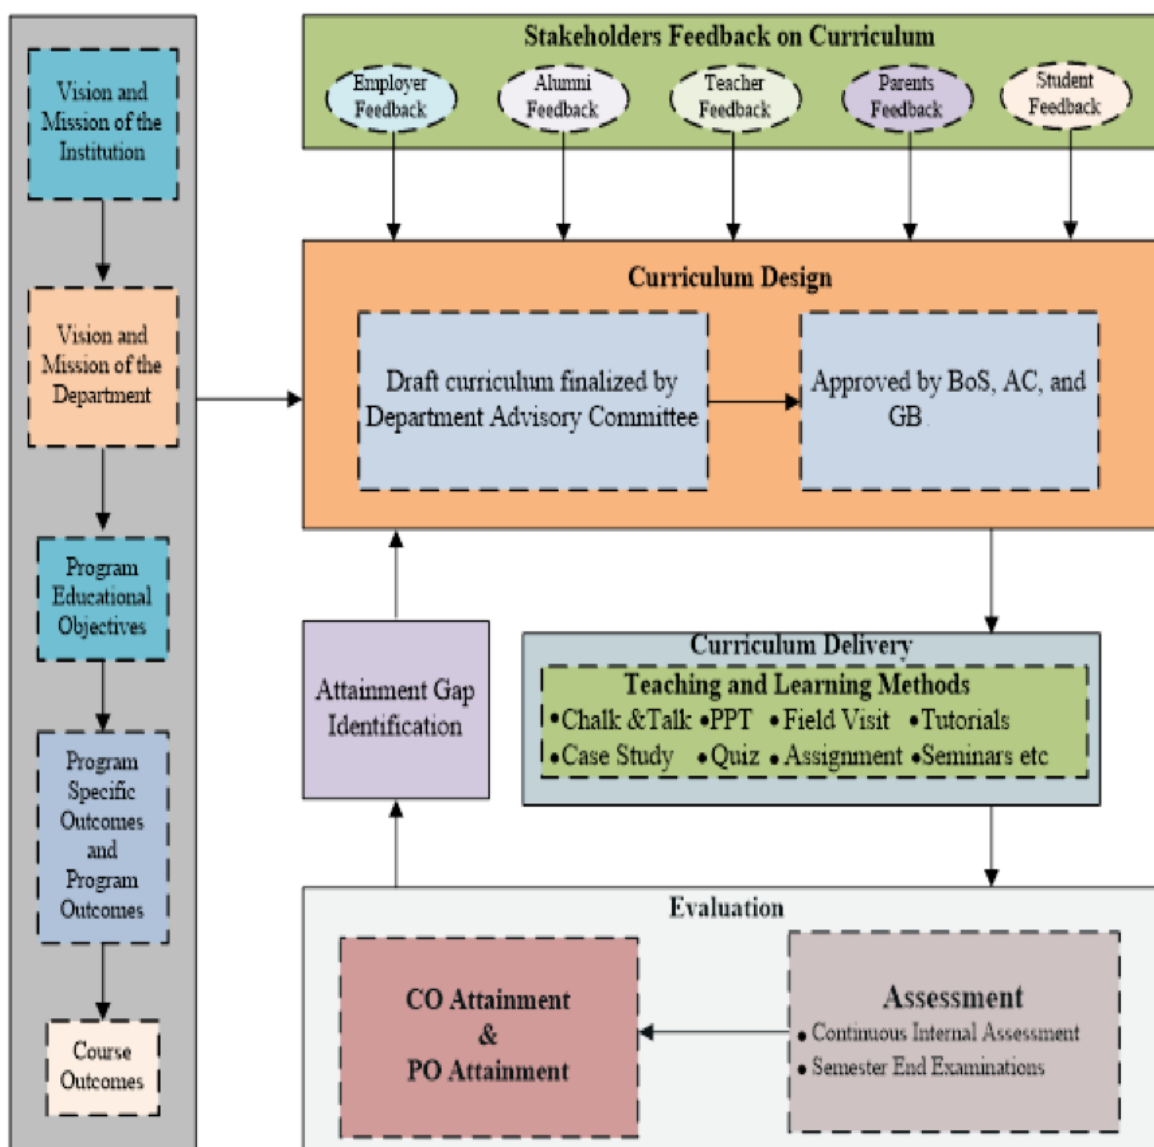 Vision and
Mission of the
Institution
Vision and
Mission of the
Department
Program
Educational
Objectives
Program
Specific
Outcomes
and
Program
Outcomes
Course
Outcomes
Stakeholders Feedback on Curriculum
Employer
Feedback
Alumni
Feedback
Teacher
Feedback
Parents
Feedback
Student
Feedback
Curriculum Design
Draft curriculum finalized by
Department Advisory Committee
Approved by BoS, AC, and
GB
Attainment Gap
Identification
Curriculum Delivery
Teaching and Learning Methods
•Chalk &Talk •PPT •Field Visit •Tutorials
•Case Study •Quiz •Assignment •Seminars etc
Evaluation
CO Attainment
&
PO Attainment
Assessment
• Continuous Internal Assessment
• Semester End Examinations